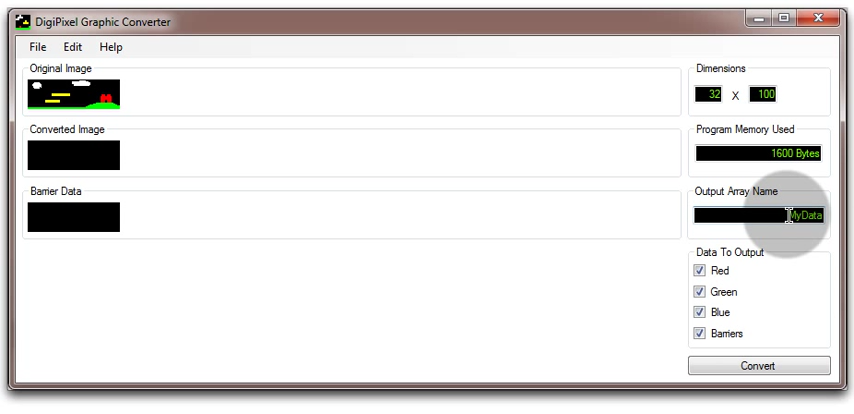 DigiPixel Graphic Converter
File Edit Help
Original Image
Dimensions
32 X 100
Converted Image
Program Memory Used
1600 Bytes
Barrier Data
Output Array Name
MyData
Data To Output
Red
Green
Blue
Barriers
Convert